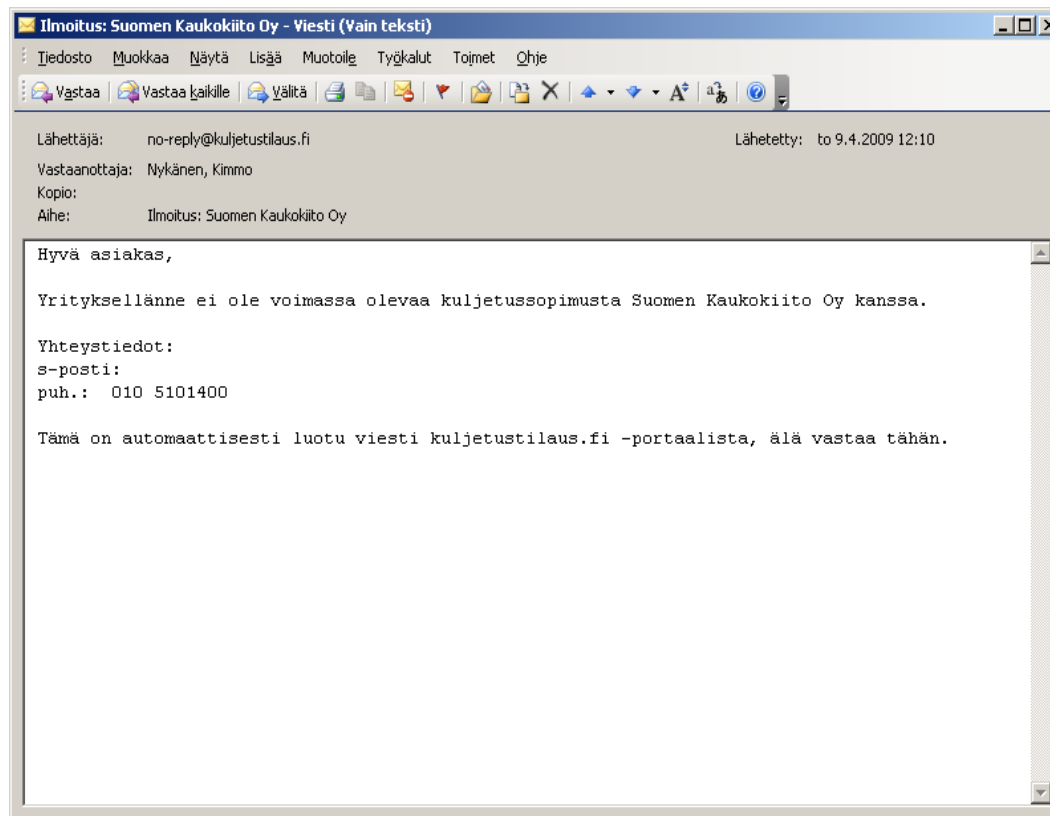 Ilmoitus: Suomen Kaukokiito Oy - Viesti (Vain teksti)
Tiedosto Muokkaa Näytä Lisää Muotoile Työkalut Toimet Ohje
Vastaa Vastaa kaikille Välitä
Lähettäjä: no-reply@kuljetustilaus.fi Lähetetty: to 9.4.2009 12:10
Vastaanottaja: Nykänen, Kimmo
Kopio:
Aihe: Ilmoitus: Suomen Kaukokiito Oy
Hyvä asiakas,
Yrityksellänne ei ole voimassa olevaa kuljetussopimusta Suomen Kaukokiito Oy kanssa.
Yhteystiedot:
s-posti:
puh.: 010 5101400
Tämä on automaattisesti luotu viesti kuljetustilaus.fi -portaalista, älä vastaa tähän.